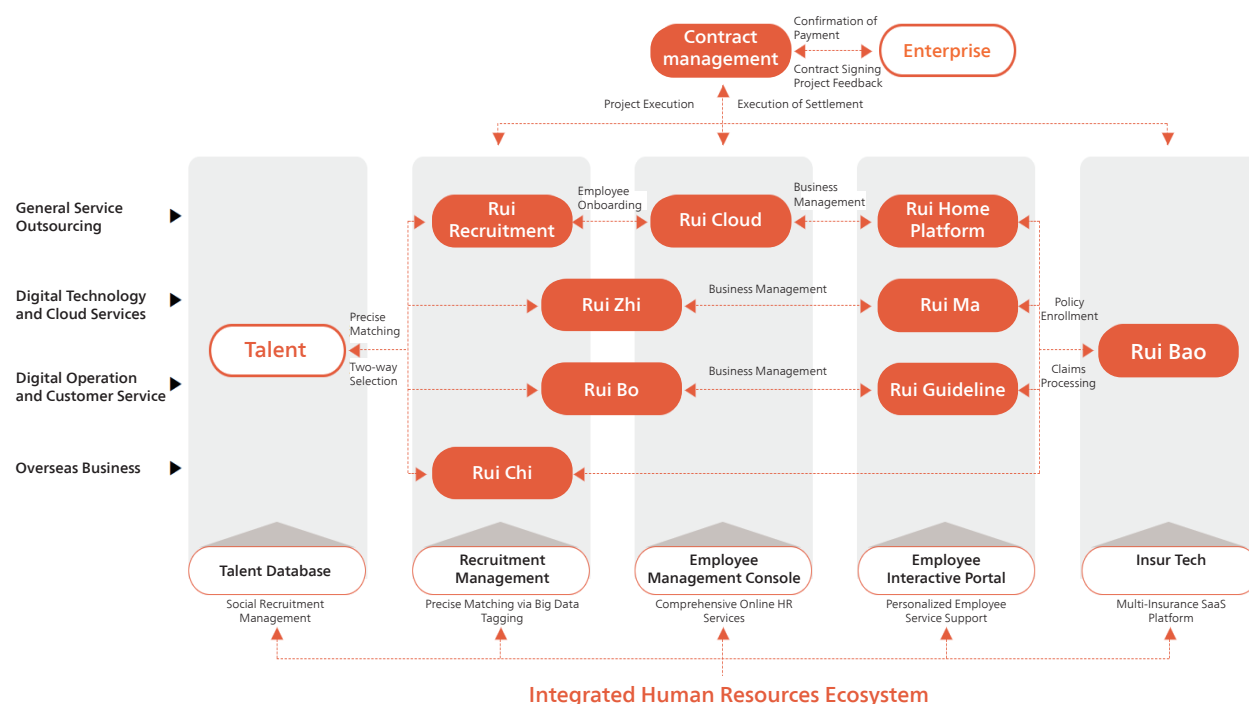 Contract
management
Confirmation of
Payment
Enterprise
Contract Signing
Project Feedback
Project Execution
Execution of Settlement
General Service
Outsourcing
Rui
Recruitment
Employee
Onboarding
Rui Cloud
Business
Management
Rui Home
Platform
Digital Technology
and Cloud Services
Rui Zhi
Business Management
Rui Ma
Policy
Enrollment
Precise
Matching
Talent
Two-way
Selection
Rui Bao
Claims
Processing
Digital Operation
and Customer Service
Rui Bo
Business Management
Rui Guideline
Overseas Business
Rui Chi
Talent Database
Recruitment
Management
Employee
Management Console
Employee
Interactive Portal
Insur Tech
Social Recruitment
Management
Precise Matching via Big Data
Tagging
Comprehensive Online HR
Services
Personalized Employee
Service Support
Multi-Insurance SaaS
Platform
Integrated Human Resources Ecosystem